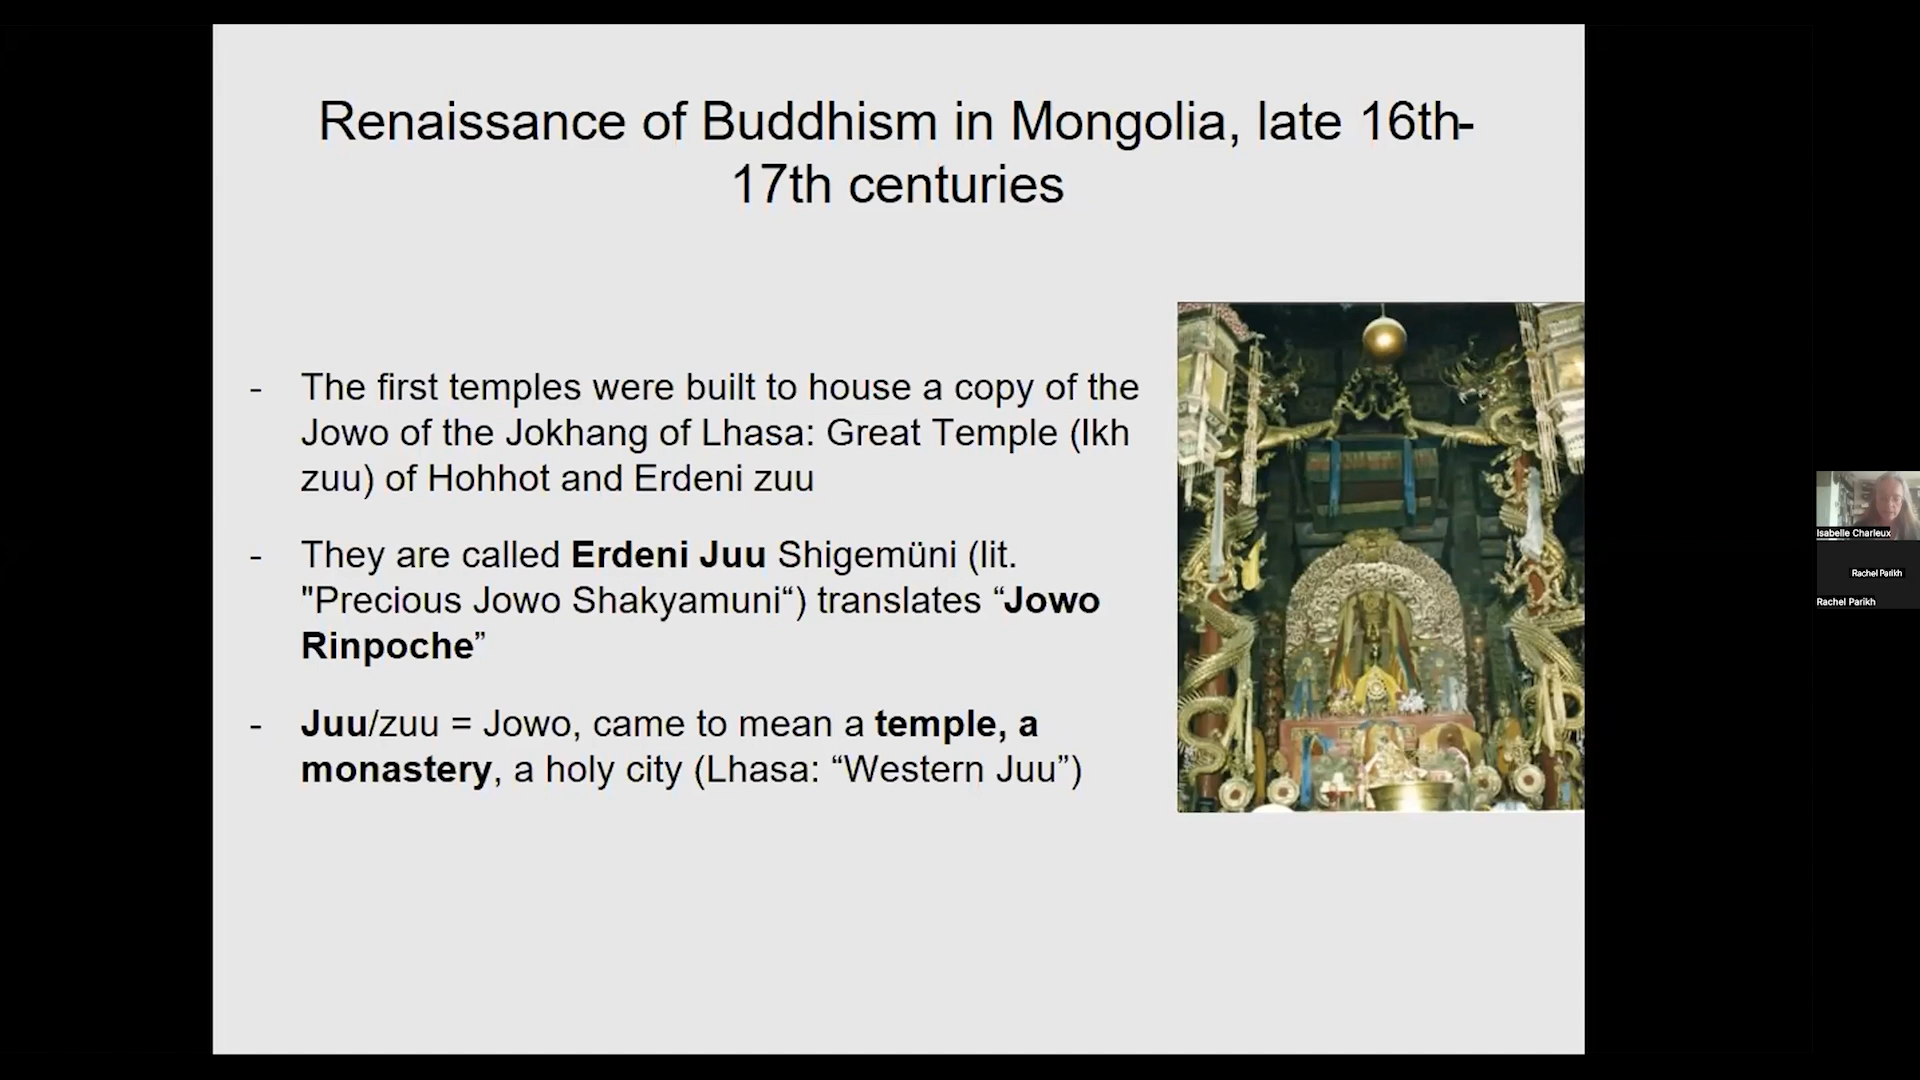 Renaissance of Buddhism in Mongolia, late 16th-
17th centuries
- The first temples were built to house a copy of the
Jowo of the Jokhang of Lhasa: Great Temple (Ikh
zuu) of Hohhot and Erdeni zuu
- They are called Erdeni Juu Shigemüni (lit.
"Precious Jowo Shakyamuni“) translates “Jowo
Rinpoche”
- Juu/zuu = Jowo, came to mean a temple, a
monastery, a holy city (Lhasa: “Western Juu”)
Isabelle Charleux
Rachel Parikh
Rachel Parikh